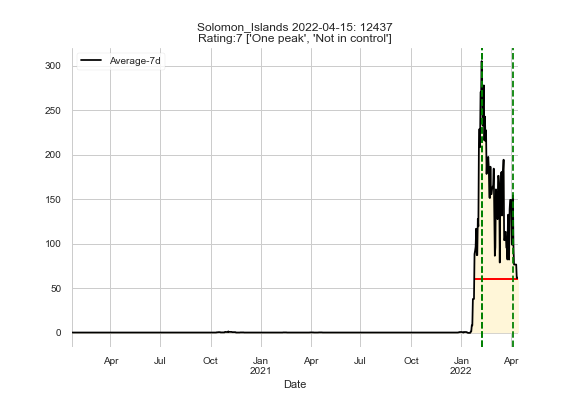 Solomon_Islands 2022-04-15: 12437
Rating:7 ['One peak', 'Not in control']
Average-7d
300
250
200
150
100
50
0
Apr Jul Oct Jan Apr Jul Oct Jan Apr
2021 2022
Date